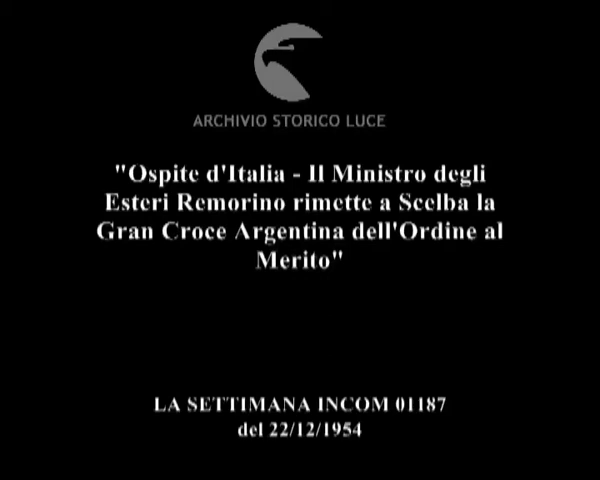 ARCHIVIO STORICO LUCE
"Ospite d'Italia - Il Ministro degli
Esteri Remorino rimette a Scelba la
Gran Croce Argentina dell'Ordine al
Merito"
LA SETTIMANA INCOM 01187
del 22/12/1954